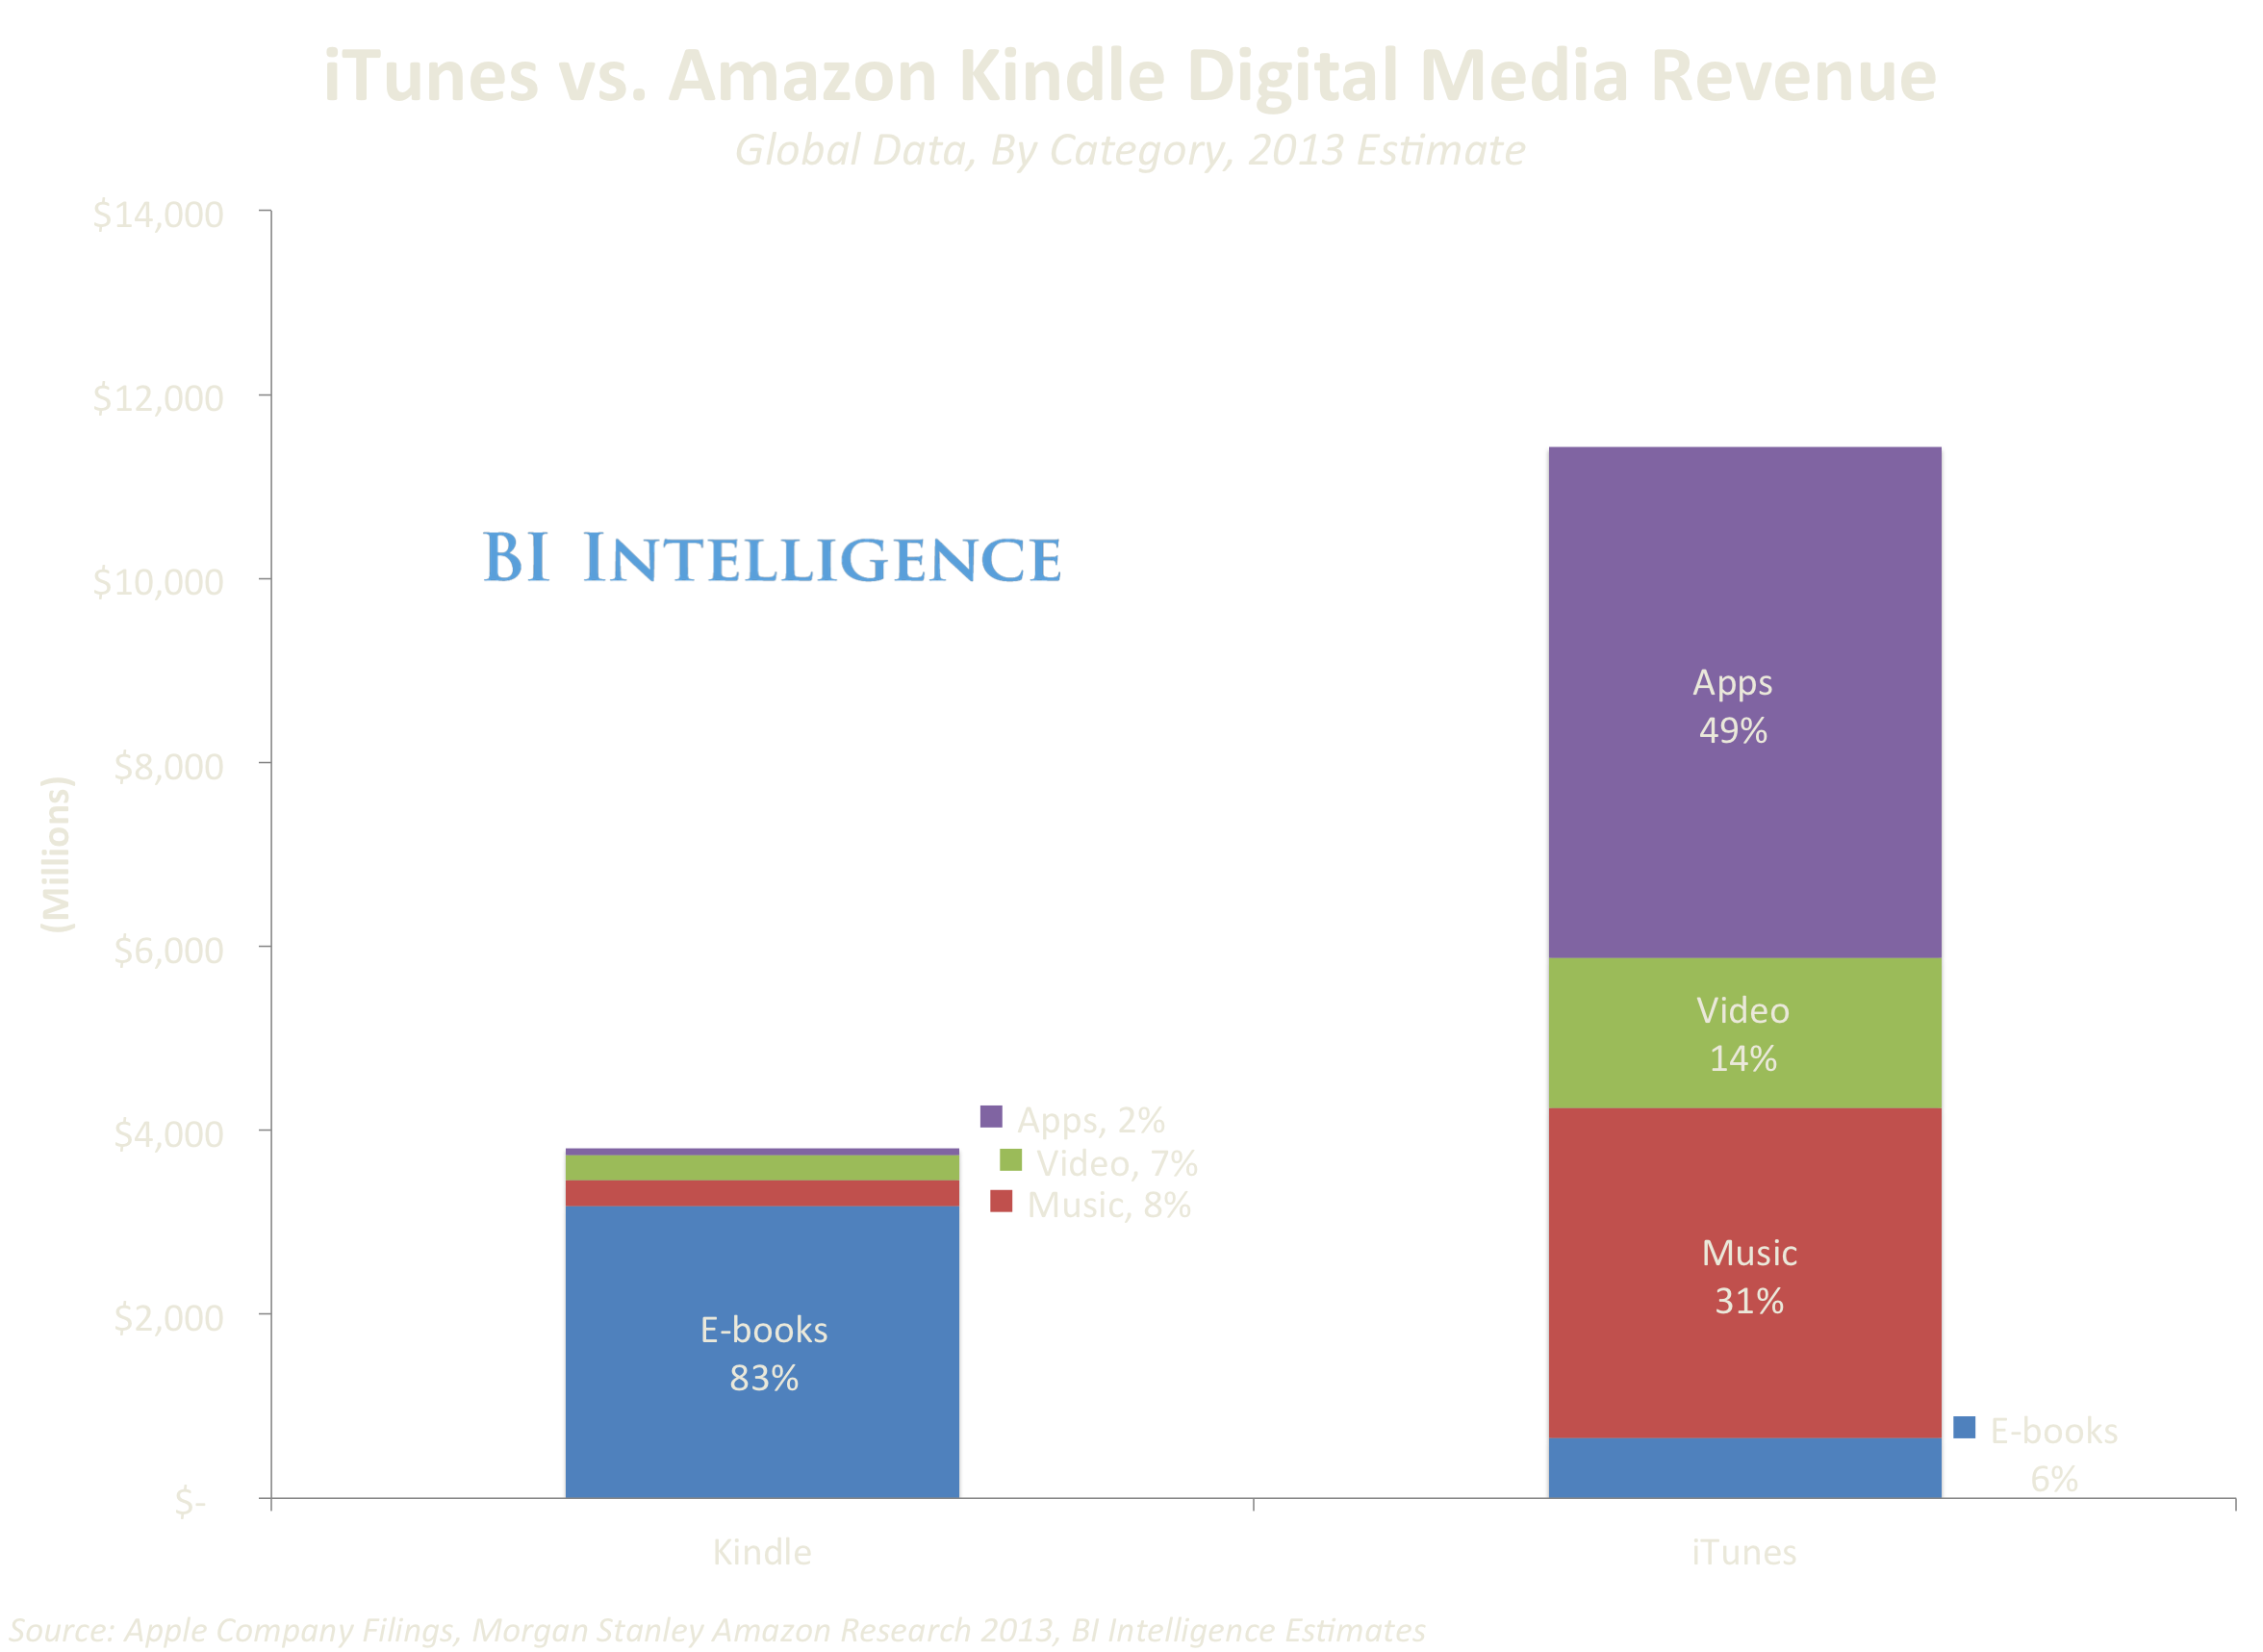 iTunes vs. Amazon Kindle Digital Media Revenue
Global Data, By Category, 2013 Estimate
(Millions)
$14,000
$12,000
$10,000
$8,000
$6,000
$4,000
$2,000
$-
BI INTELLIGENCE
Apps, 2%
Video, 7%
Music, 8%
E-books
83%
Apps
49%
Video
14%
Music
31%
E-books
6%
Kindle
iTunes
Source: Apple Company Filings, Morgan Stanley Amazon Research 2013, BI Intelligence Estimates